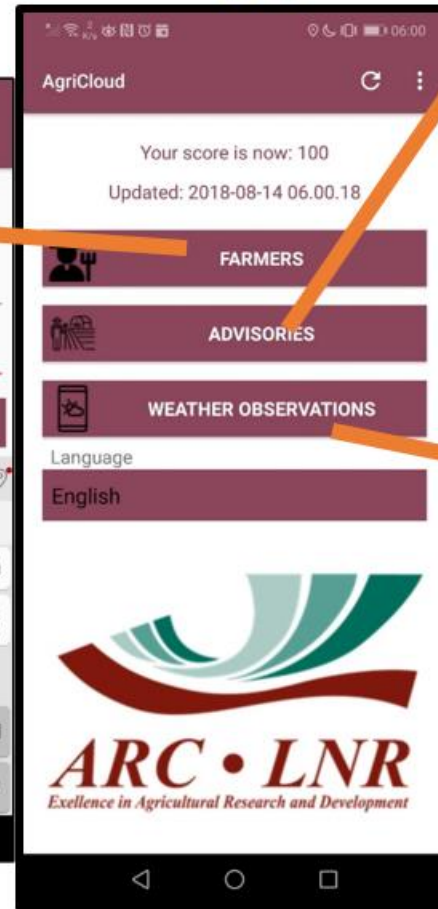 K/s
06:00
AgriCloud
Your score is now: 100
Updated: 2018-08-14 06.00.18
FARMERS
ADVISORIES
WEATHER OBSERVATIONS
Language
English
ARC • LNR
Exellence in Agricultural Research and Development